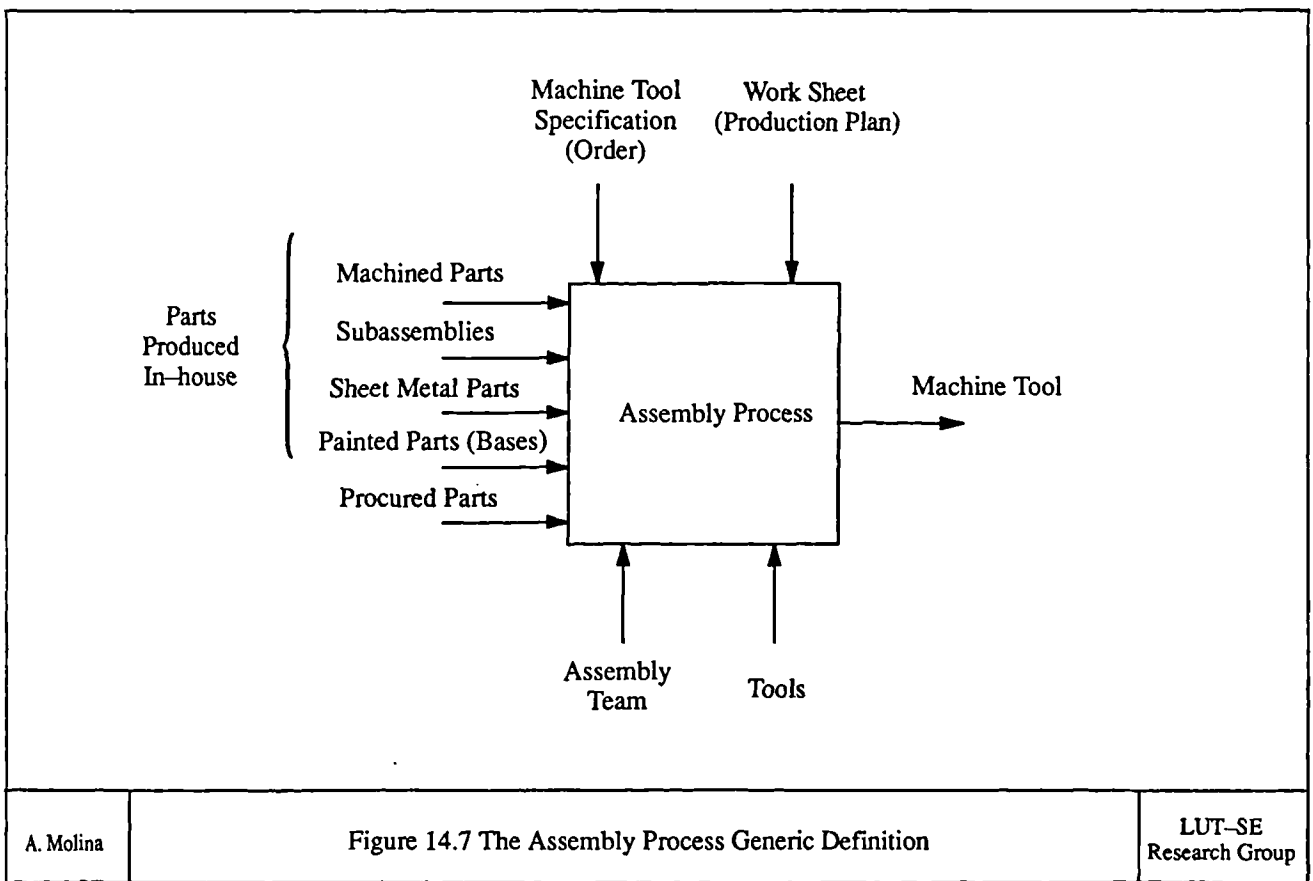 Machine Tool
Specification
(Order)
Work Sheet
(Production Plan)
Parts
Produced
In–house
Machined Parts
Subassemblies
Sheet Metal Parts
Painted Parts (Bases)
Procured Parts
Assembly Process
Machine Tool
Assembly
Team
Tools
A. Molina
Figure 14.7 The Assembly Process Generic Definition
LUT–SE
Research Group